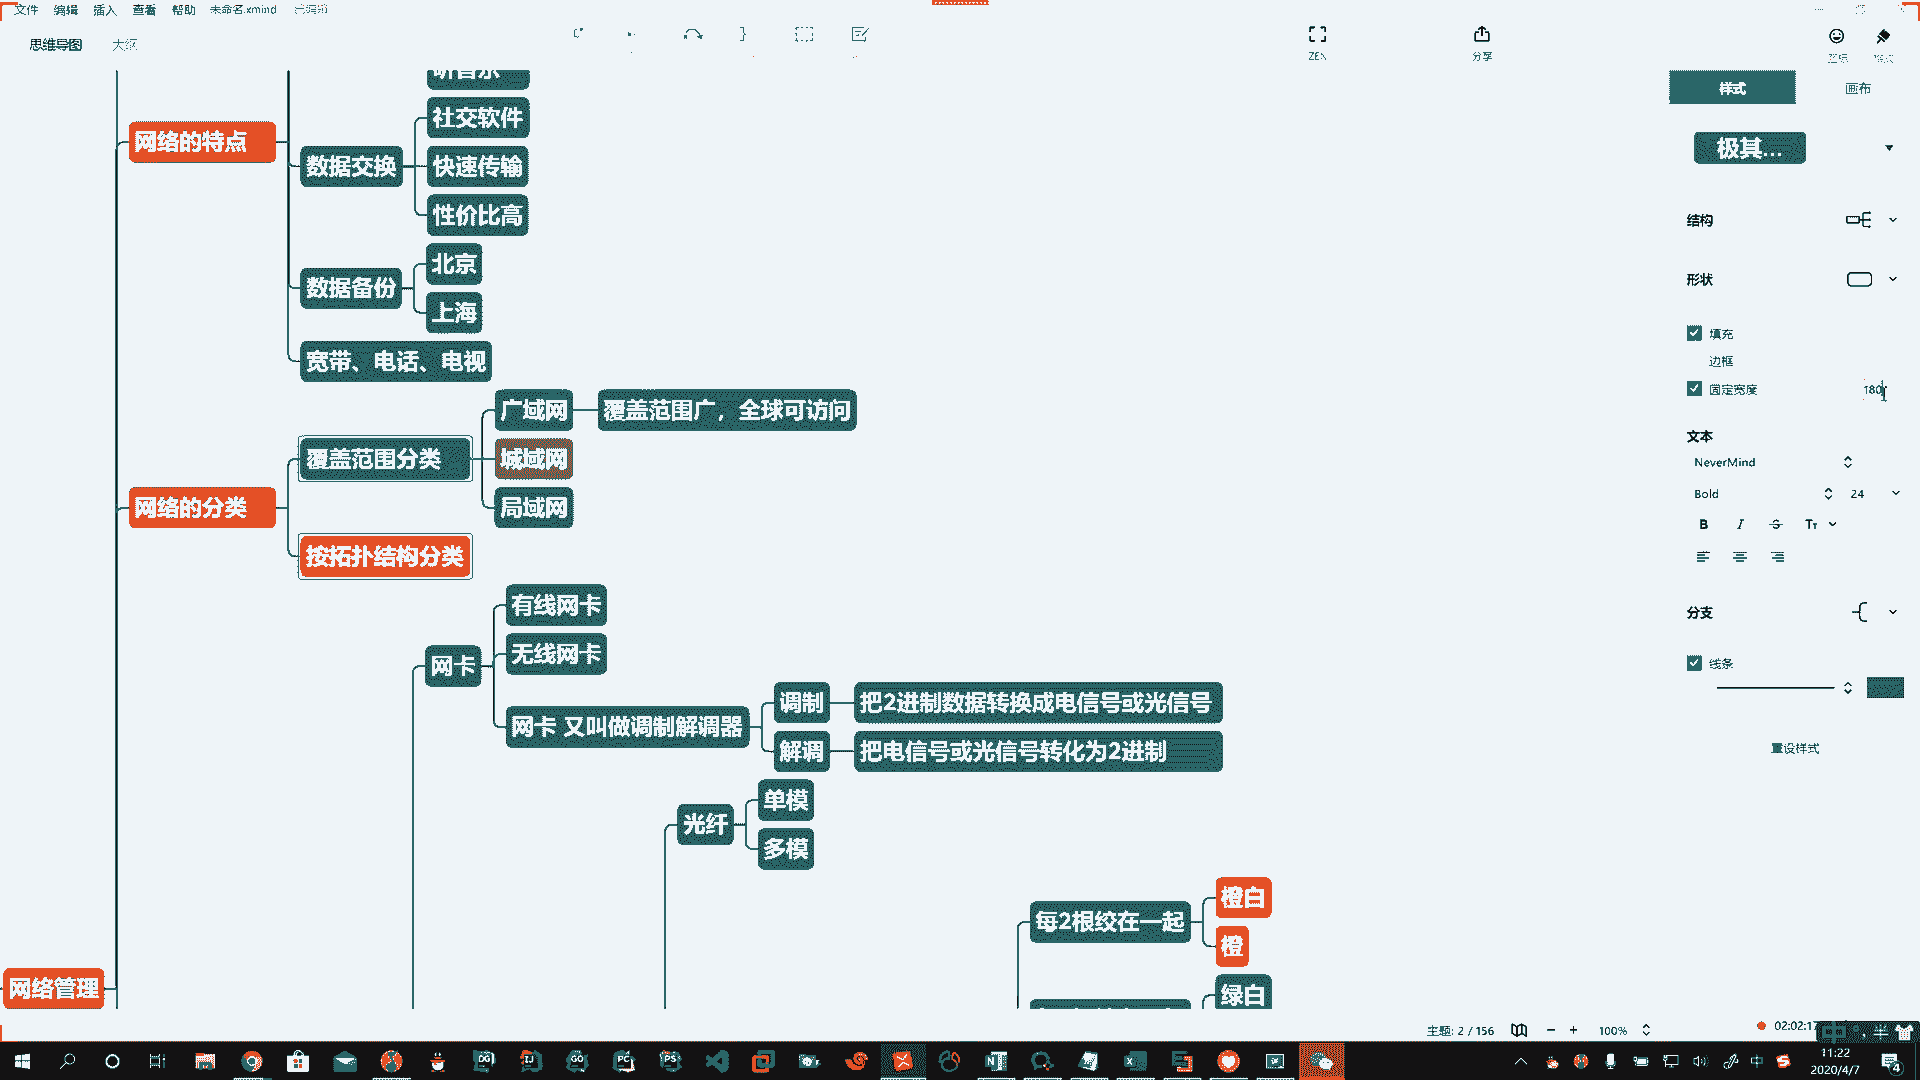 文件 编辑 插入 查看 帮助 未命名.xmind
思维导图 大纲
ZEN
分享
样式
画布
听音乐
社交软件
网络的特点
数据交换
快速传输
性价比高
北京
数据备份
上海
宽带、电话、电视
广域网
覆盖范围广，全球可访问
覆盖范围分类
城域网
局域网
网络的分类
按拓扑结构分类
有线网卡
无线网卡
网卡
网卡 又叫做调制解调器
调制
把2进制数据转换成电信号或光信号
解调
把电信号或光信号转化为2进制
单模
光纤
多模
橙白
每2根绞在一起
橙
绿白
网络管理
极其...
结构
形状
填充
边框
固定宽度
180
文本
NeverMind
Bold
24
B I S Tт
分支
线条
重设样式
主题: 2 / 156
100%
02:02:17
中
11:22
2020/4/7